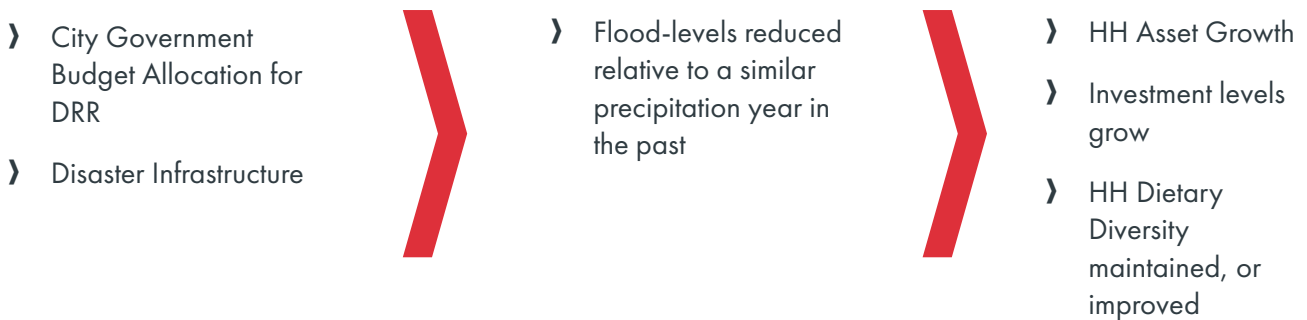 City Government
Budget Allocation for
DRR
Disaster Infrastructure
Flood-levels reduced
relative to a similar
precipitation year in
the past
HH Asset Growth
Investment levels
grow
HH Dietary
Diversity
maintained, or
improved